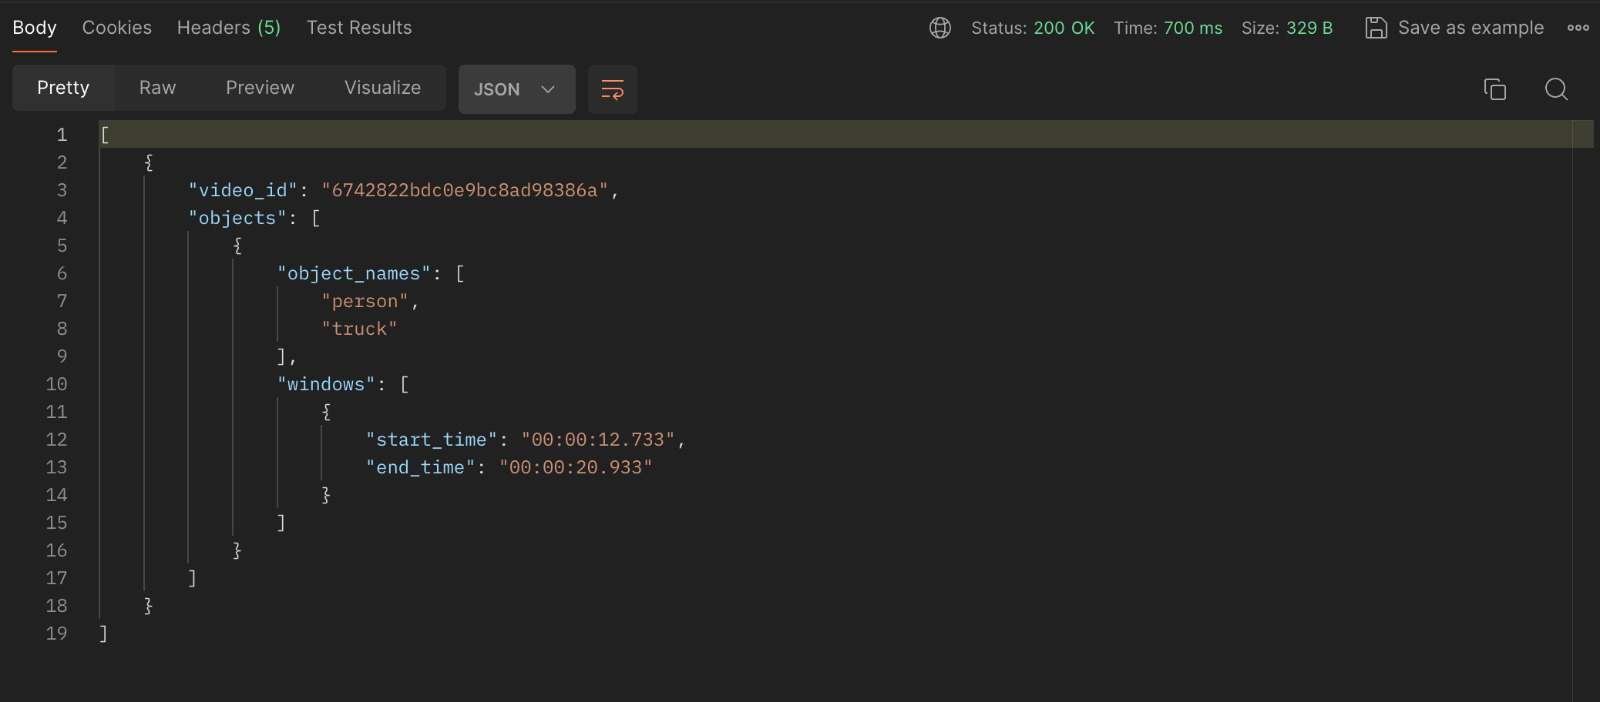 Body Cookies Headers (5) Test Results Status: 200 OK Time: 700 ms Size: 329 B Save as example
Pretty Raw Preview Visualize JSON
1 [
2 {
3 "video_id": "6742822bdc0e9bc8ad98386a",
4 "objects": [
5 {
6 "object_names": [
7 "person",
8 "truck"
9 ],
10 "windows": [
11 {
12 "start_time": "00:00:12.733",
13 "end_time": "00:00:20.933"
14 }
15 ]
16 }
17 ]
18 }
19 ]